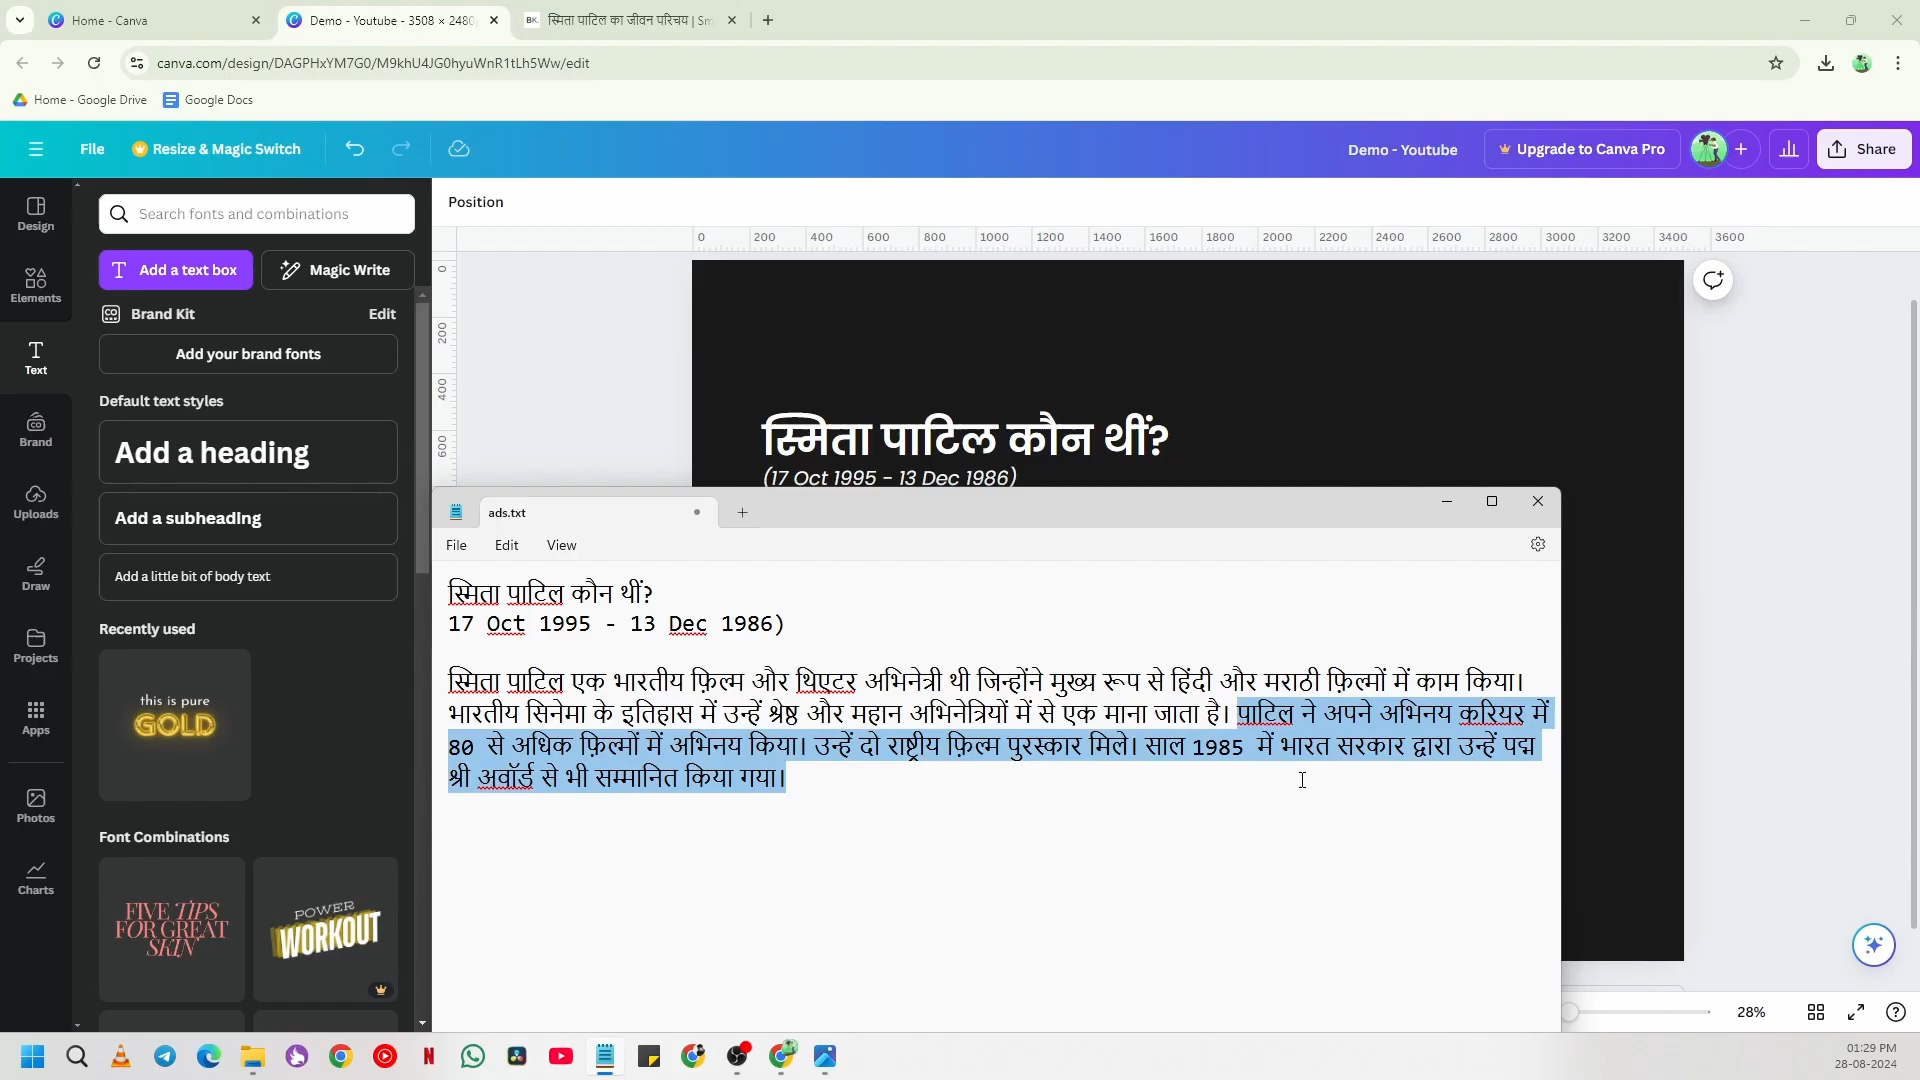 Home - Canva
Demo - Youtube - 3508 × 2480
BK. स्मिता पाटिल का जीवन परिचय | Sm
canva.com/design/DAGPHxYM7G0/M9khU4JG0hyuWnR1tLh5Ww/edit
Home - Google Drive
Google Docs
File
Resize & Magic Switch
Demo - Youtube
Upgrade to Canva Pro
Share
Design
Elements
Text
Brand
Uploads
Draw
Projects
Apps
Photos
Charts
Search fonts and combinations
Add a text box
Magic Write
Brand Kit
Edit
Add your brand fonts
Default text styles
Add a heading
Add a subheading
Add a little bit of body text
Recently used
this is pure
GOLD
Font Combinations
FIVE TIPS
FOR GREAT
SKIN
POWER
WORKOUT
Position
0 200 400 600 800 1000 1200 1400 1600 1800 2000 2200 2400 2600 2800 3000 3200 3400 3600
0
200
400
600
स्मिता पाटिल कौन थीं?
(17 Oct 1995 - 13 Dec 1986)
ads.txt
File Edit View
स्मिता पाटिल कौन थीं?
17 Oct 1995 - 13 Dec 1986)
स्मिता पाटिल एक भारतीय फ़िल्म और थिएटर अभिनेत्री थी जिन्होंने मुख्य रूप से हिंदी और मराठी फ़िल्मों में काम किया।
भारतीय सिनेमा के इतिहास में उन्हें श्रेष्ठ और महान अभिनेत्रियों में से एक माना जाता है। पाटिल ने अपने अभिनय करियर में
80 से अधिक फ़िल्मों में अभिनय किया। उन्हें दो राष्ट्रीय फ़िल्म पुरस्कार मिले। साल 1985 में भारत सरकार द्वारा उन्हें पद्म
श्री अवॉर्ड से भी सम्मानित किया गया।
28%
01:29 PM
28-08-2024